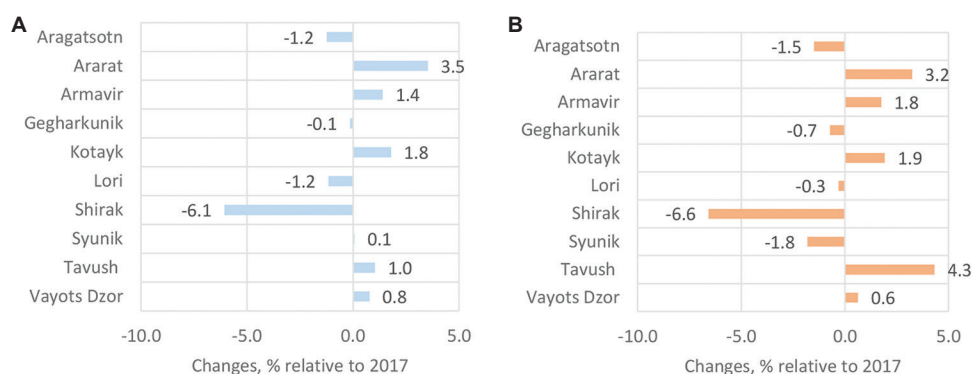 A
Aragatsotn -1.2
Ararat 3.5
Armavir 1.4
Gegharkunik -0.1
Kotayk 1.8
Lori -1.2
Shirak -6.1
Syunik 0.1
Tavush 1.0
Vayots Dzor 0.8
-10.0 -5.0 0.0 5.0
Changes, % relative to 2017
B
Aragatsotn -1.5
Ararat 3.2
Armavir 1.8
Gegharkunik -0.7
Kotayk 1.9
Lori -0.3
Shirak -6.6
Syunik -1.8
Tavush 4.3
Vayots Dzor 0.6
-10.0 -5.0 0.0 5.0
Changes, % relative to 2017